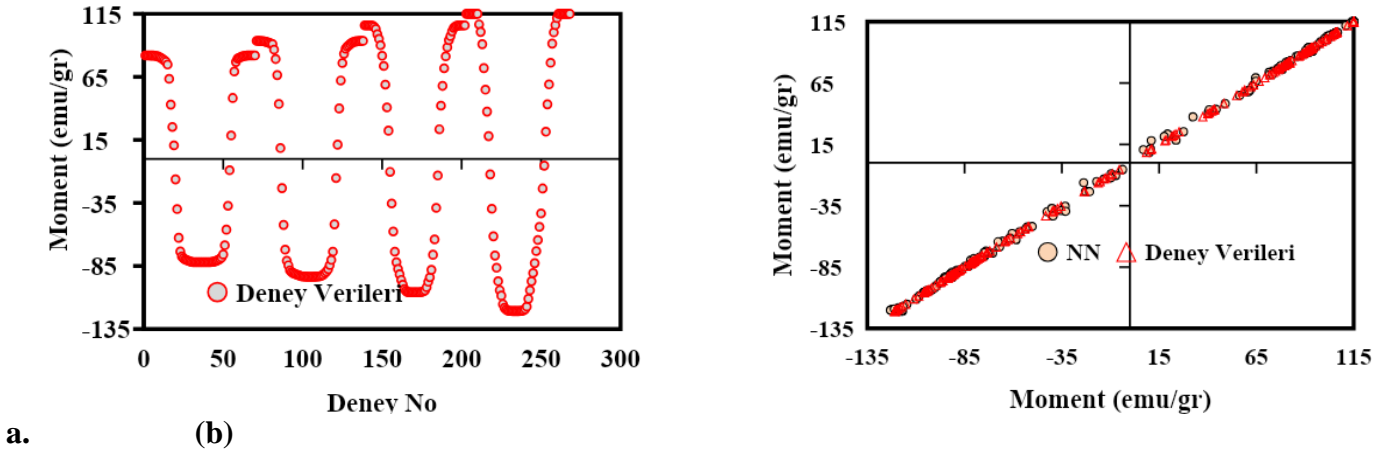 115
65
15
-35
-85
-135
Moment (emu/gr)
Deney Verileri
0 50 100 150 200 250 300
Deney No
115
65
15
-35
-85
-135
Moment (emu/gr)
NN Deney Verileri
-135 -85 -35 15 65 115
Moment (emu/gr)
a. (b)